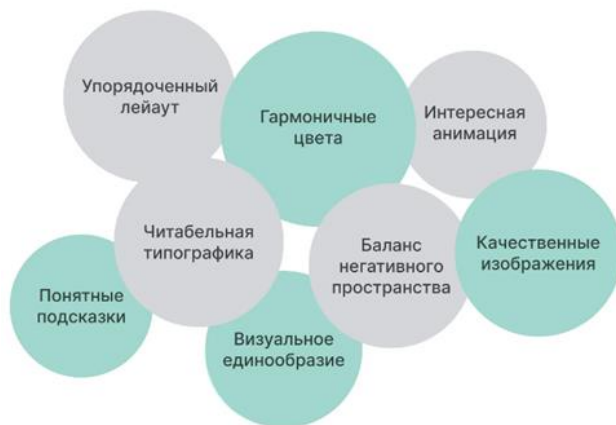 Упорядоченный
лейаут
Гармоничные
цвета
Интересная
анимация
Читабельная
типографика
Баланс
негативного
пространства
Качественные
изображения
Понятные
подсказки
Визуальное
единообразие